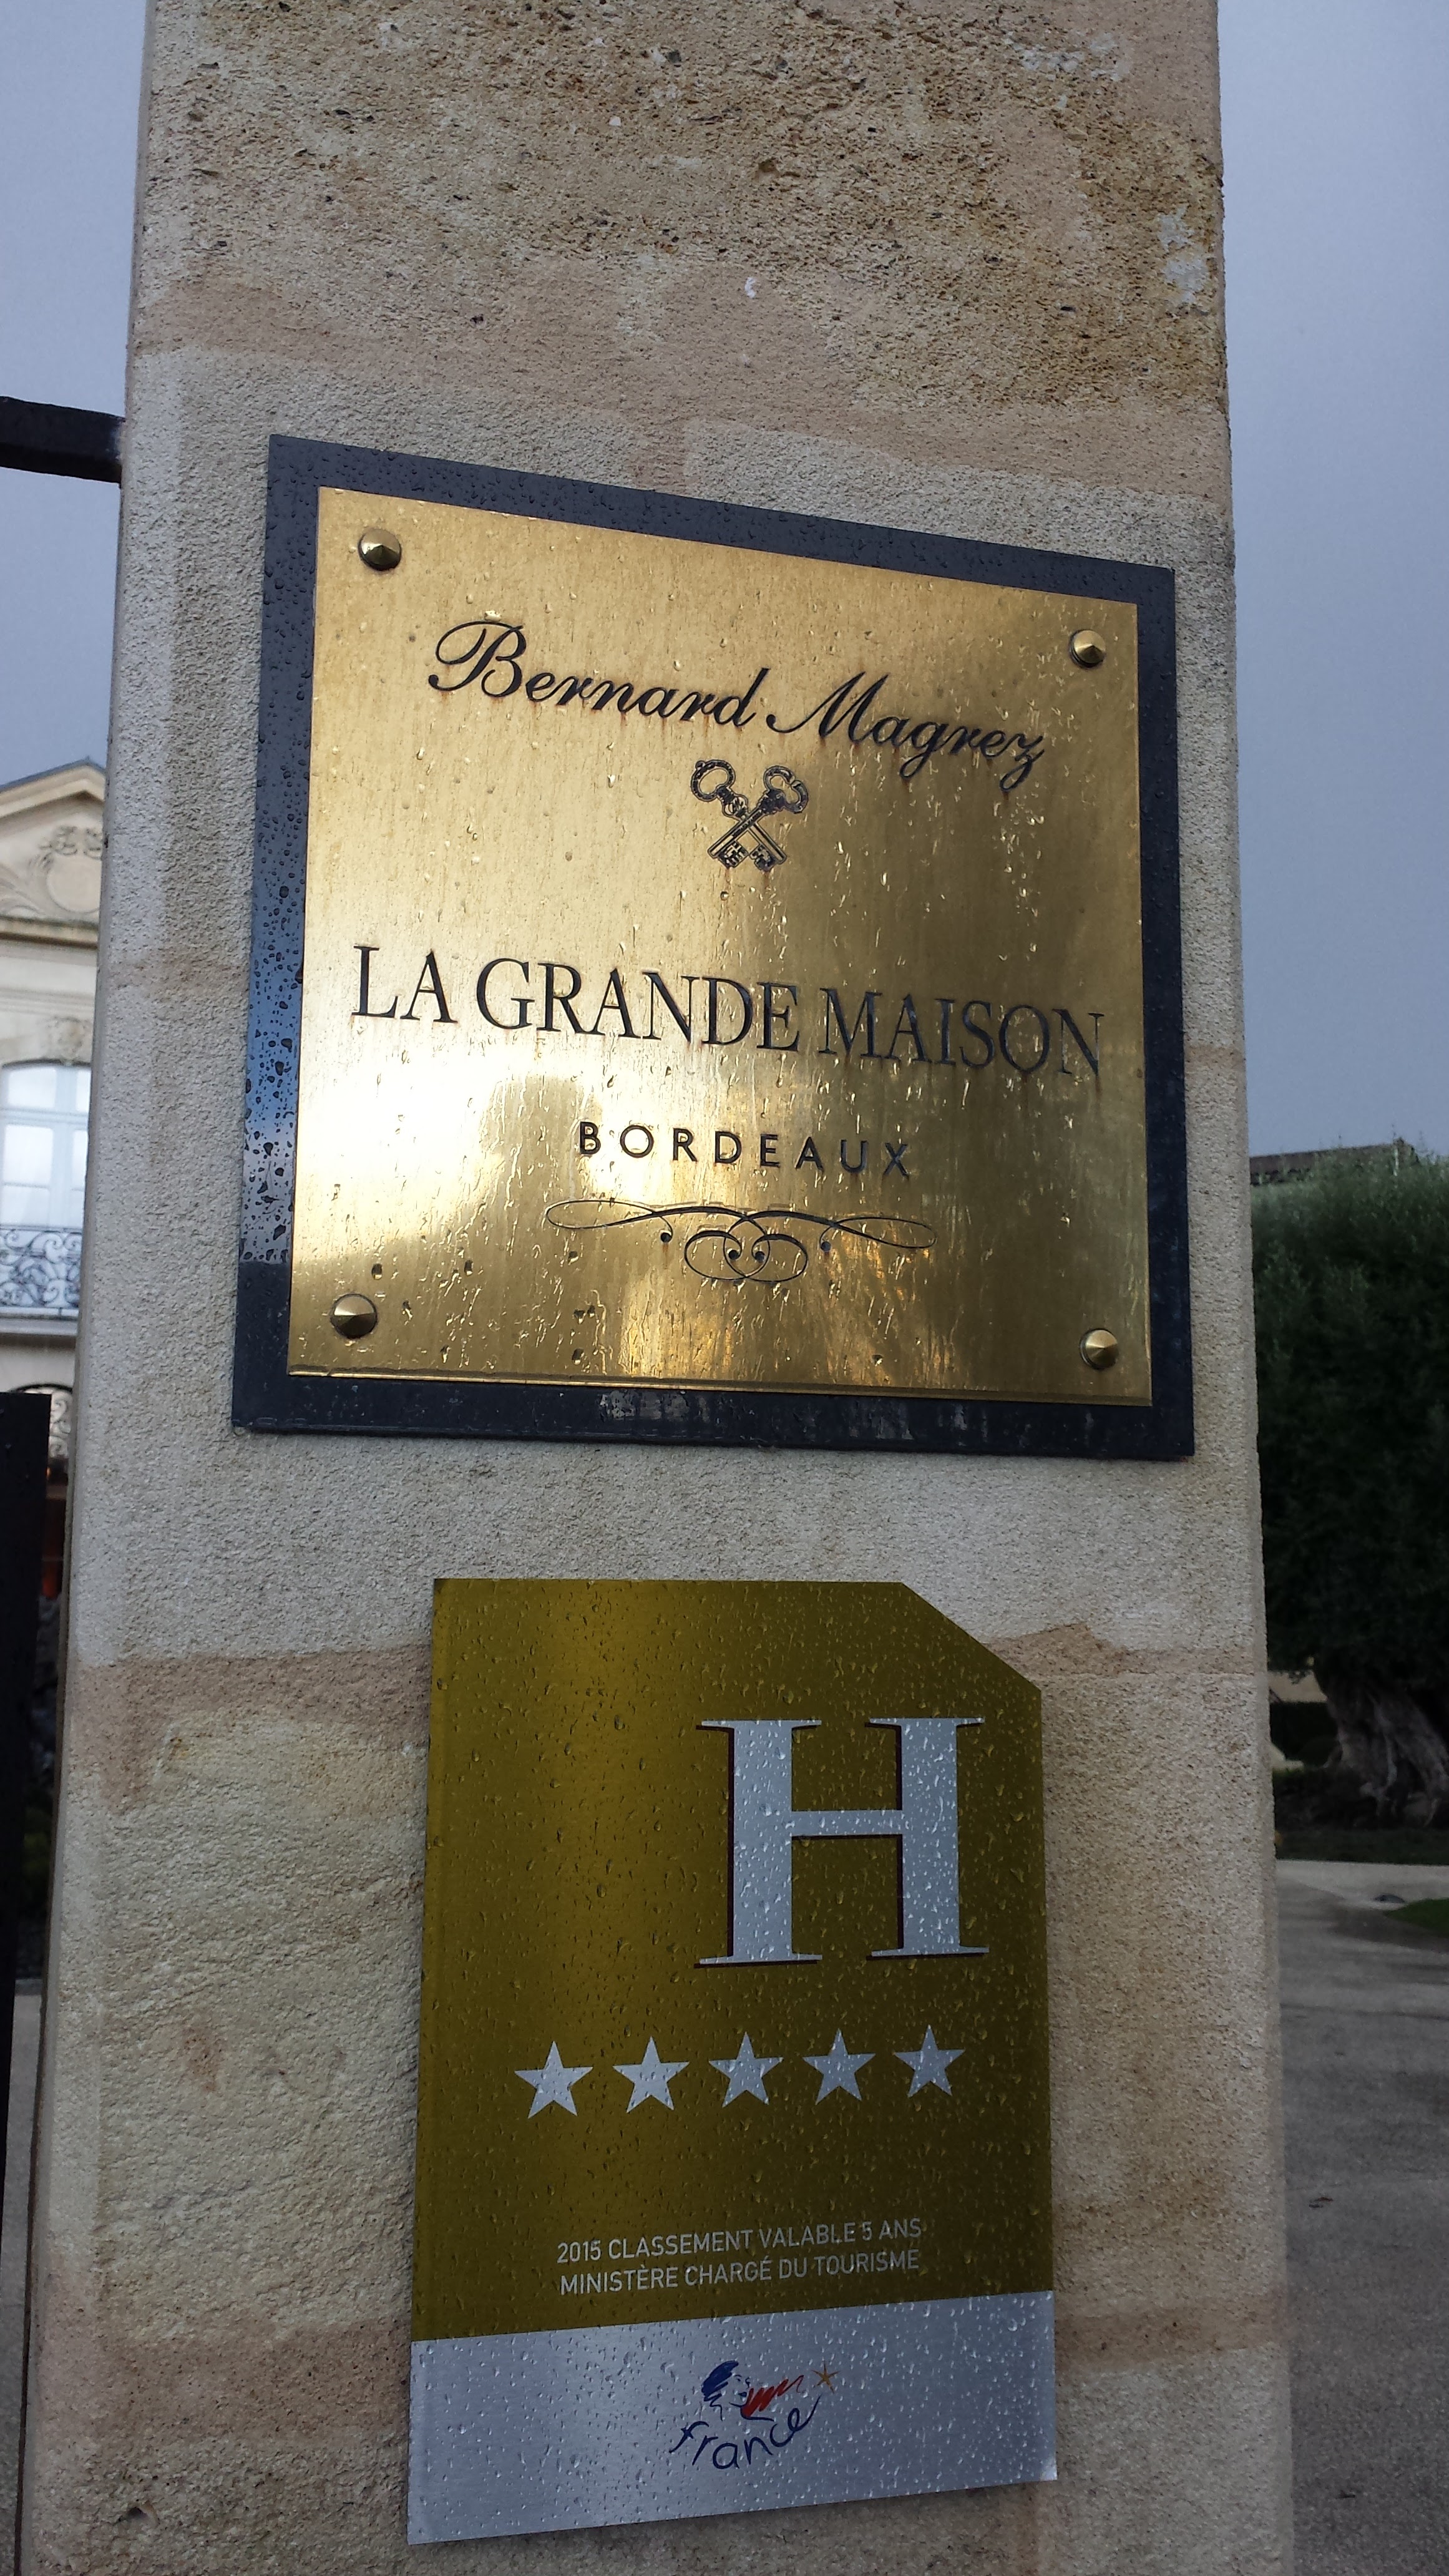 Bernard Magrez
LA GRANDE MAISON
BORDEAUX
H
2015 CLASSEMENT VALABLE 5 ANS
MINISTÈRE CHARGÉ DU TOURISME
france